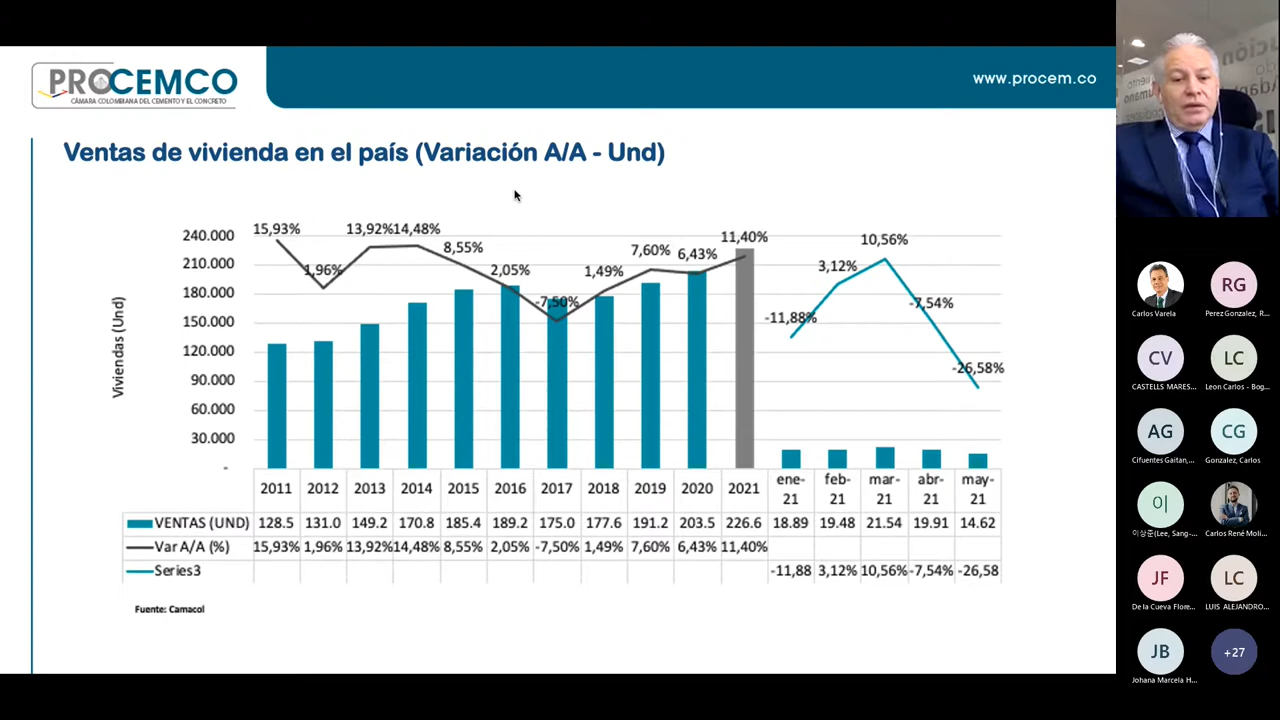 PROCEMCO
CÁMARA COLOMBIANA DEL CEMENTO Y EL CONCRETO
www.procem.co
Ventas de vivienda en el país (Variación A/A - Und)
Viviendas (Und)
240.000
210.000
180.000
150.000
120.000
90.000
60.000
30.000
-
15,93%
1,96%
13,92%
14,48%
8,55%
2,05%
-7,50%
1,49%
7,60%
6,43%
11,40%
-11,88%
3,12%
10,56%
-7,54%
-26,58%
2011 2012 2013 2014 2015 2016 2017 2018 2019 2020 2021 ene-21 feb-21 mar-21 abr-21 may-21
VENTAS (UND) 128.5 131.0 149.2 170.8 185.4 189.2 175.0 177.6 191.2 203.5 226.6 18.89 19.48 21.54 19.91 14.62
Var A/A (%) 15,93% 1,96% 13,92% 14,48% 8,55% 2,05% -7,50% 1,49% 7,60% 6,43% 11,40%
Series3 -11,88 3,12% 10,56% -7,54% -26,58
Fuente: Camacol
Carlos Varela
RG
Perez Gonzalez, R...
CV
CASTELLS MARES...
LC
Leon Carlos - Bog...
AG
Cifuentes Gaitan,...
CG
Gonzalez, Carlos
이
이상준(Lee, Sang-...
Carlos René Moli...
JF
De la Cueva Flore...
LC
LUIS ALEJANDRO...
JB
Johana Marcela H...
+27